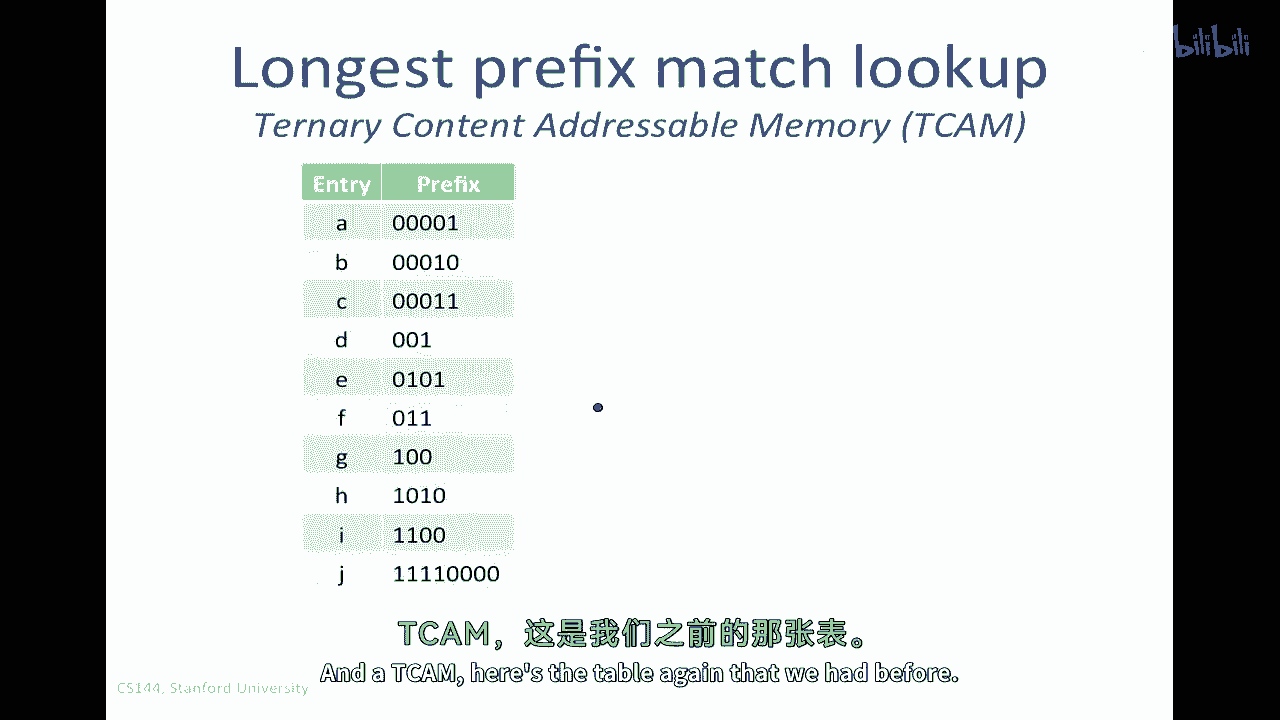 bilibili
Longest prefix match lookup
Ternary Content Addressable Memory (TCAM)
Entry Prefix
a 00001
b 00010
c 00011
d 001
e 0101
f 011
g 100
h 1010
i 1100
j 11110000
TCAM，这是我们之前的那张表。
And a TCAM, here's the table again that we had before.
CS144, Stanford University